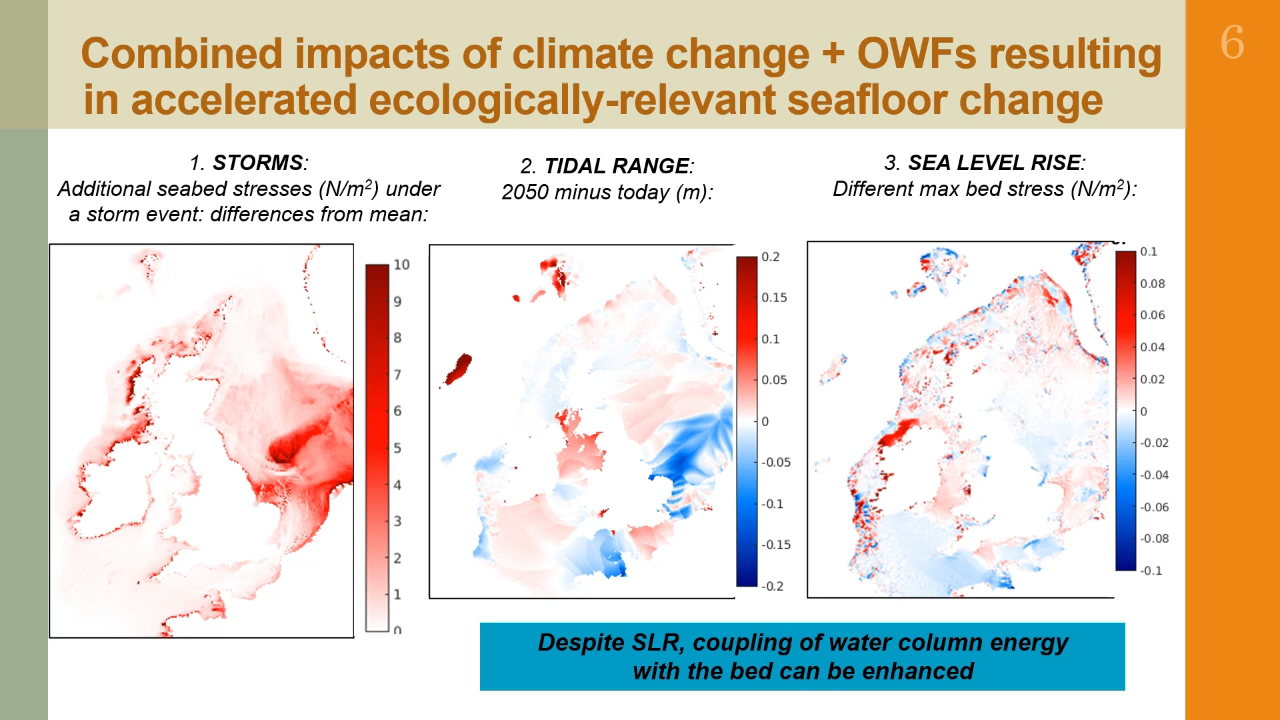 Combined impacts of climate change + OWFs resulting
in accelerated ecologically-relevant seafloor change
6
1. STORMS:
Additional seabed stresses (N/m²) under
a storm event: differences from mean:
2. TIDAL RANGE:
2050 minus today (m):
3. SEA LEVEL RISE:
Different max bed stress (N/m²):
10
9
8
7
6
5
4
3
2
1
0
0.2
0.15
0.1
0.05
0
-0.05
-0.1
-0.15
-0.2
0.1
0.08
0.06
0.04
0.02
0
-0.02
-0.04
-0.06
-0.08
-0.1
Despite SLR, coupling of water column energy
with the bed can be enhanced